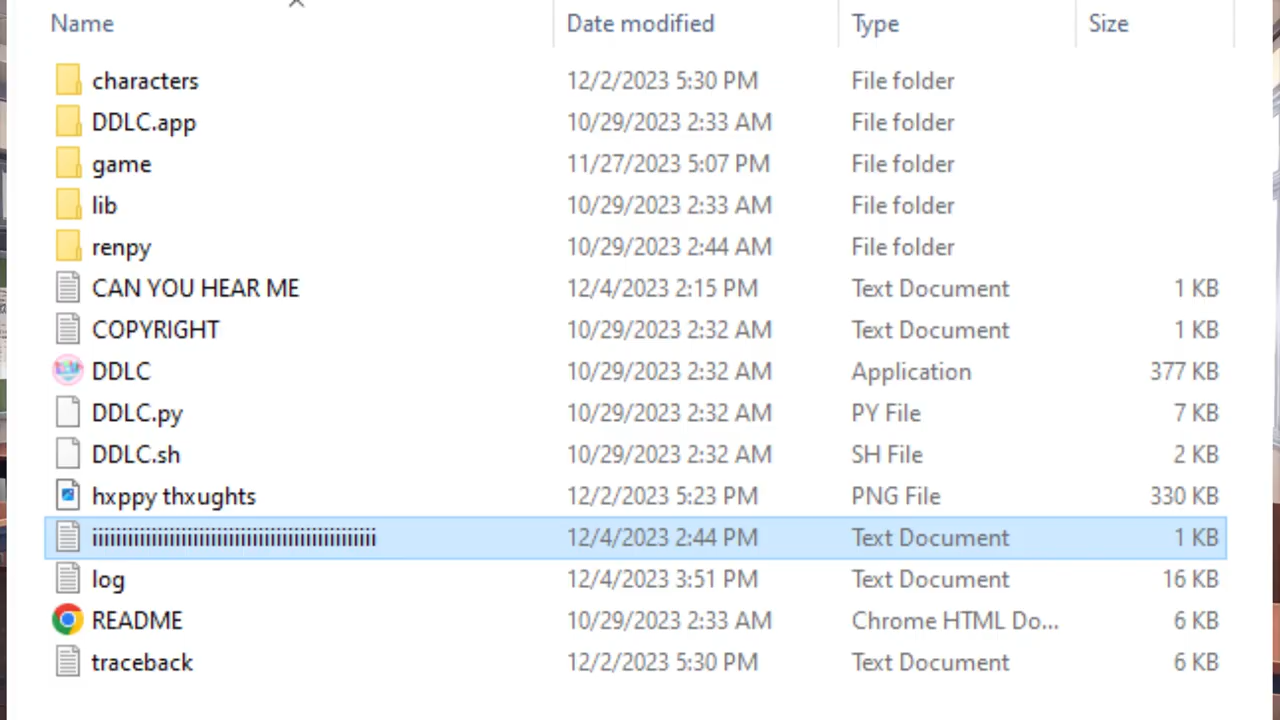 Name Date modified Type Size
characters 12/2/2023 5:30 PM File folder
DDLC.app 10/29/2023 2:33 AM File folder
game 11/27/2023 5:07 PM File folder
lib 10/29/2023 2:33 AM File folder
renpy 10/29/2023 2:44 AM File folder
CAN YOU HEAR ME 12/4/2023 2:15 PM Text Document 1 KB
COPYRIGHT 10/29/2023 2:32 AM Text Document 1 KB
DDLC 10/29/2023 2:32 AM Application 377 KB
DDLC.py 10/29/2023 2:32 AM PY File 7 KB
DDLC.sh 10/29/2023 2:32 AM SH File 2 KB
hxppy thxughts 12/2/2023 5:23 PM PNG File 330 KB
iiiiiiiiiiiiiiiiiiiiiiiiiiiiiiiiiiiiiiiiiiiiiiii 12/4/2023 2:44 PM Text Document 1 KB
log 12/4/2023 3:51 PM Text Document 16 KB
README 10/29/2023 2:33 AM Chrome HTML Do... 6 KB
traceback 12/2/2023 5:30 PM Text Document 6 KB